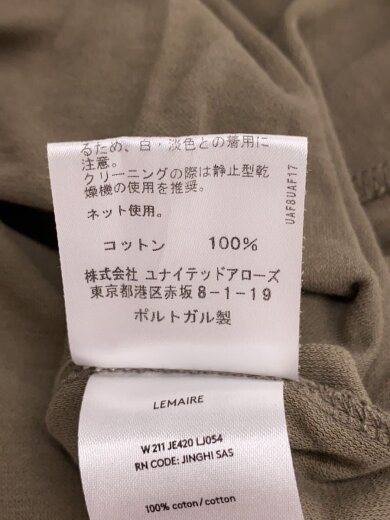 るため、白・淡色との着用に
注意。
クリーニングの際は静止型乾
燥機の使用を推奨。
ネット使用。
コットン 100%
株式会社 ユナイテッドアローズ
東京都港区赤坂8-1-19
ポルトガル製
UAF8UAF17
LEMAIRE
W211 JE420 LJ054
RN CODE: JINGHI SAS
100% coton/cotton